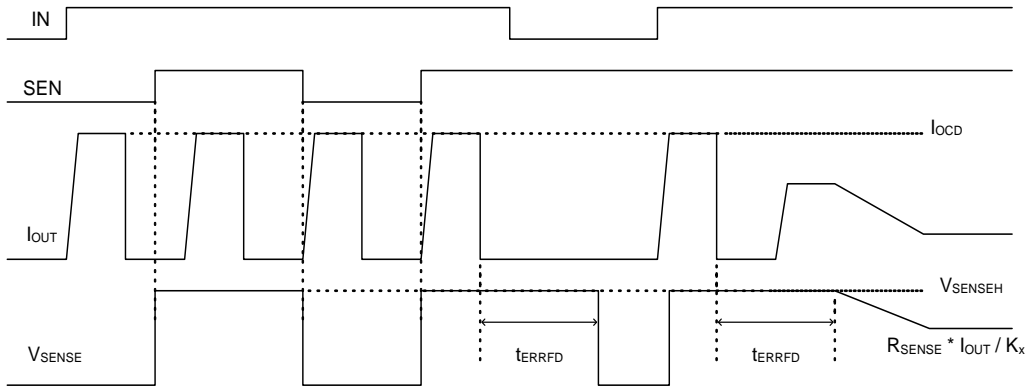 IN
SEN
IOCD
IOUT
VSENSEH
VSENSE
tERRFD
tERRFD
RSENSE * IOUT / Kx